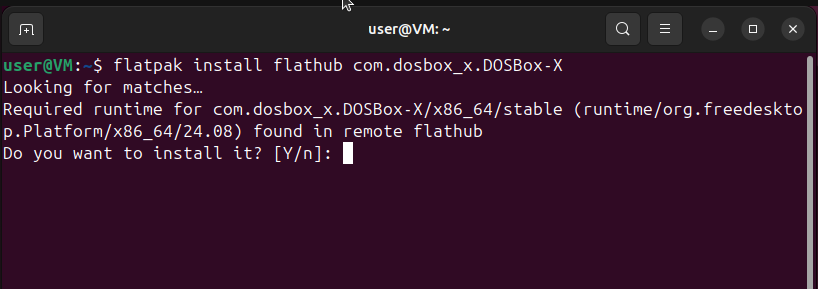 user@VM: ~
user@VM:~$ flatpak install flathub com.dosbox_x.DOSBox-X
Looking for matches…
Required runtime for com.dosbox_x.DOSBox-X/x86_64/stable (runtime/org.freedeskto
p.Platform/x86_64/24.08) found in remote flathub
Do you want to install it? [Y/n]: